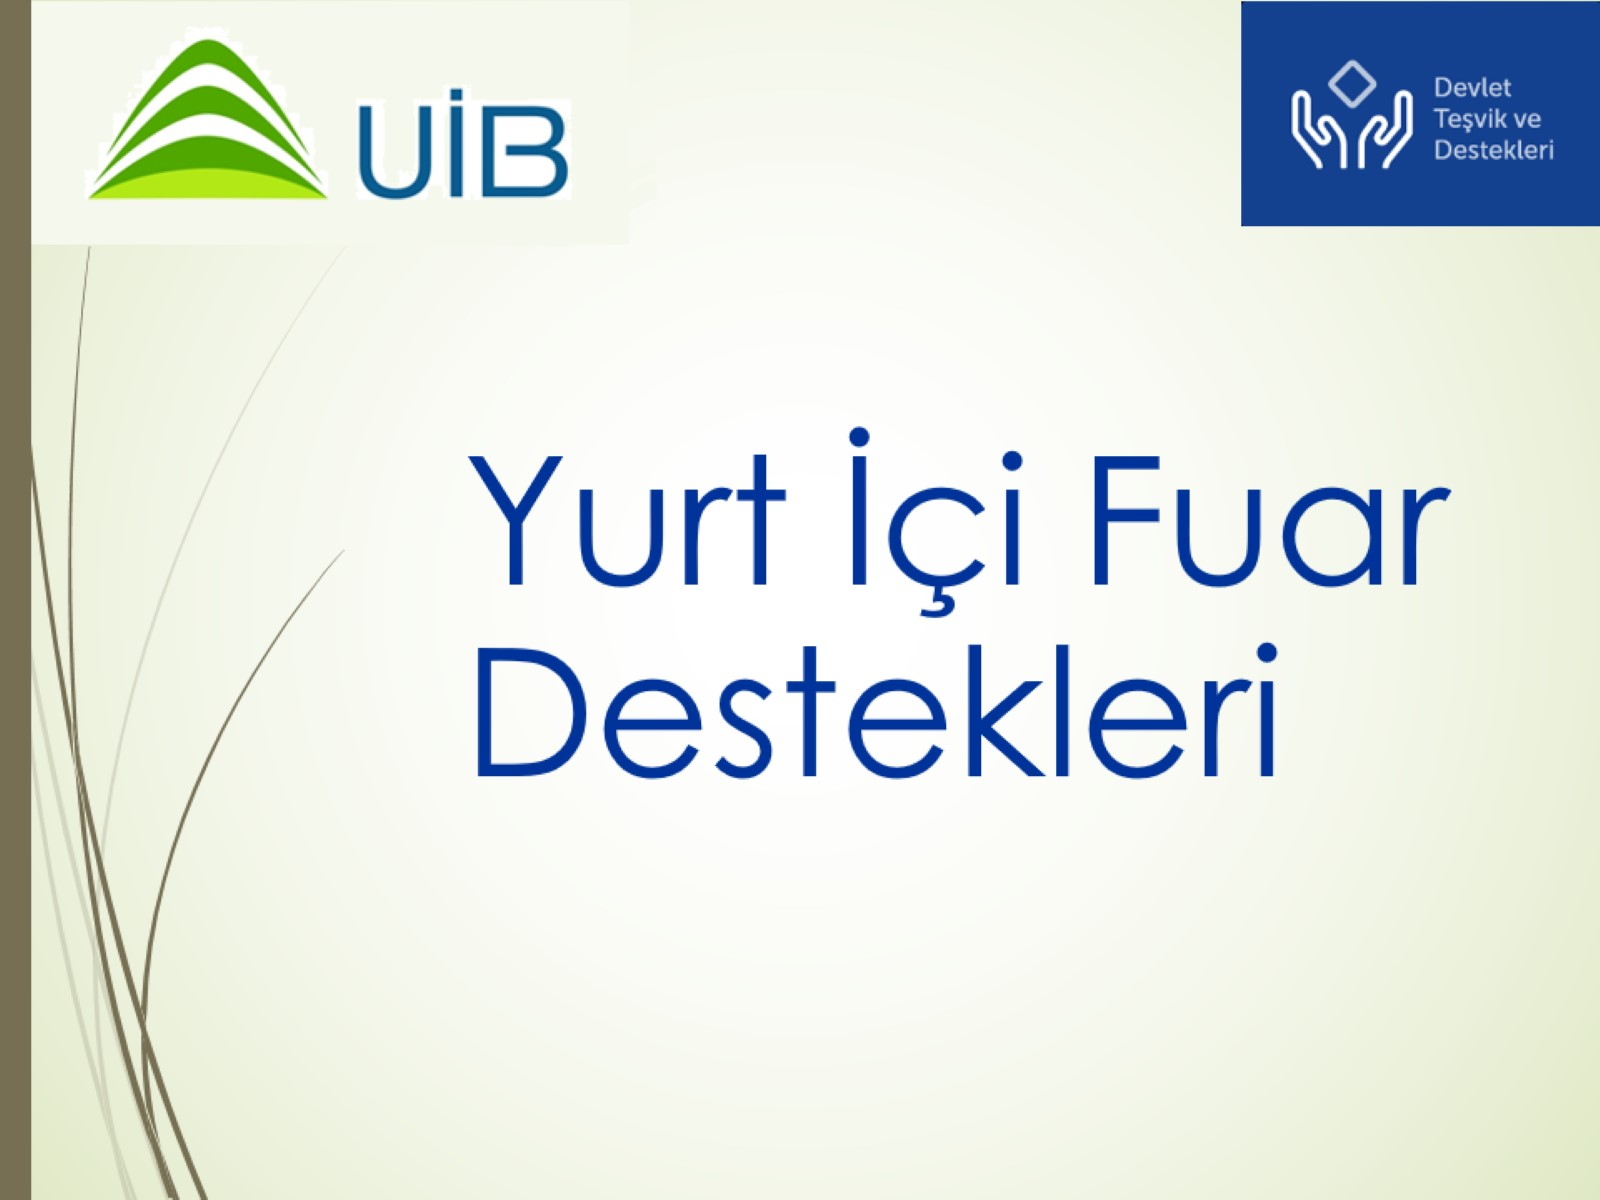 UİB
Devlet
Teşvik ve
Destekleri
Yurt İçi Fuar
Destekleri